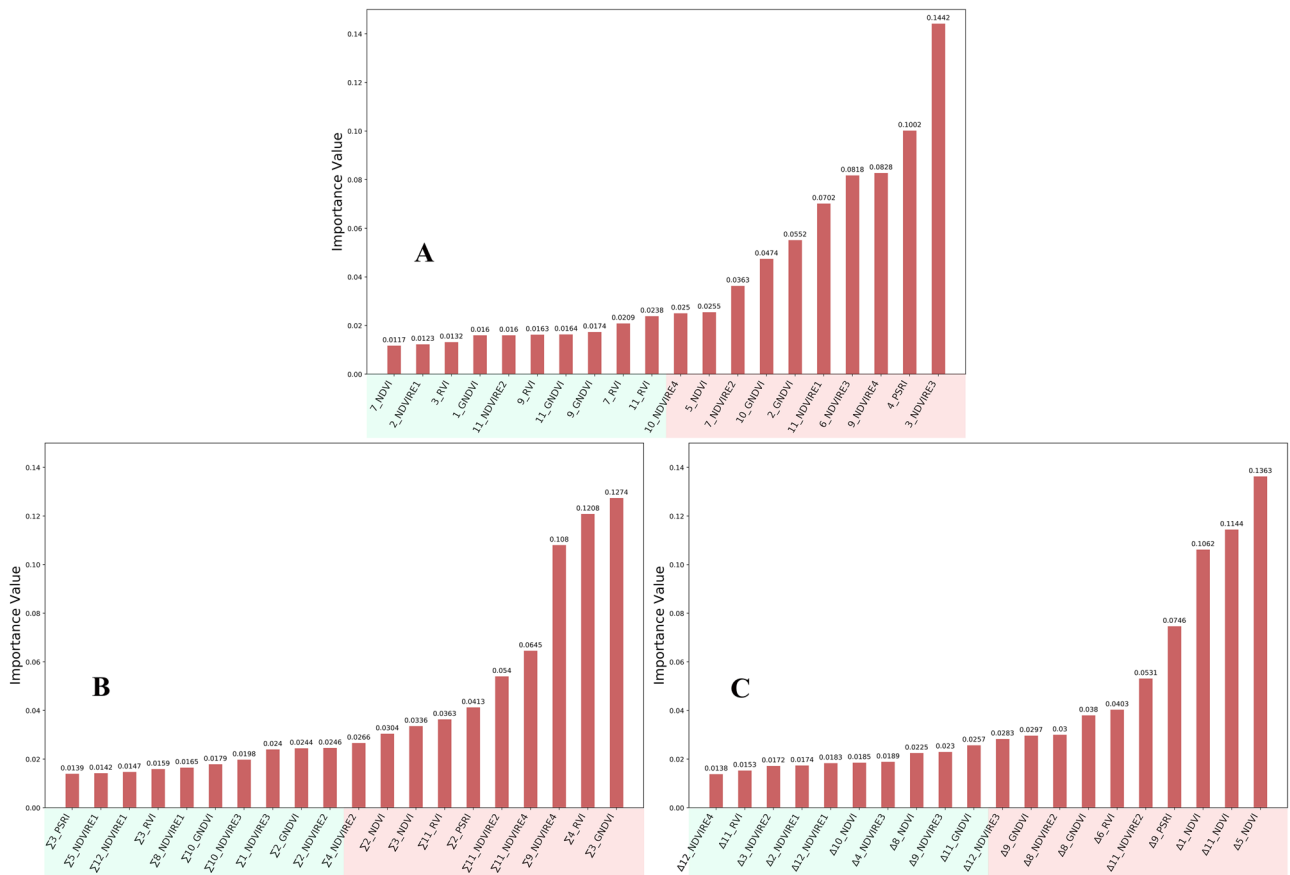 0.14
0.12
0.10
0.08
0.06
0.04
0.02
0.00
Importance Value
A
0.0117
0.0123
0.0132
0.016
0.016
0.0163
0.0164
0.0174
0.0209
0.0238
0.025
0.0255
0.0363
0.0474
0.0552
0.0702
0.0818
0.0828
0.1002
0.1442
7_NDVI
2_NDVIRE1
3_RVI
1_GNDVI
11_NDVIRE2
9_RVI
11_GNDVI
9_GNDVI
7_RVI
11_RVI
10_NDVIRE4
5_NDVI
7_NDVIRE2
10_GNDVI
2_GNDVI
11_NDVIRE1
6_NDVIRE3
9_NDVIRE4
4_PSRI
3_NDVIRE3
0.14
0.12
0.10
0.08
0.06
0.04
0.02
0.00
Importance Value
B
0.0139
0.0142
0.0147
0.0159
0.0165
0.0179
0.0198
0.024
0.0244
0.0246
0.0266
0.0304
0.0336
0.0363
0.0413
0.054
0.0645
0.108
0.1208
0.1274
Σ3_PSRI
Σ5_NDVIRE1
Σ12_NDVIRE1
Σ3_RVI
Σ8_NDVIRE1
Σ10_GNDVI
Σ10_NDVIRE3
Σ1_NDVIRE3
Σ2_GNDVI
Σ2_NDVIRE2
Σ4_NDVIRE2
Σ2_NDVI
Σ3_NDVI
Σ11_RVI
Σ2_PSRI
Σ11_NDVIRE2
Σ11_NDVIRE4
Σ9_NDVIRE4
Σ4_RVI
Σ3_GNDVI
0.14
0.12
0.10
0.08
0.06
0.04
0.02
0.00
Importance Value
C
0.0138
0.0153
0.0172
0.0174
0.0183
0.0185
0.0189
0.0225
0.023
0.0257
0.0283
0.0297
0.03
0.038
0.0403
0.0531
0.0746
0.1062
0.1144
0.1363
Δ12_NDVIRE4
Δ11_RVI
Δ3_NDVIRE2
Δ2_NDVIRE1
Δ12_NDVIRE1
Δ10_NDVI
Δ4_NDVIRE3
Δ8_NDVI
Δ9_NDVIRE3
Δ11_GNDVI
Δ12_NDVIRE3
Δ9_GNDVI
Δ8_NDVIRE2
Δ8_GNDVI
Δ6_RVI
Δ11_NDVIRE2
Δ9_PSRI
Δ1_NDVI
Δ11_NDVI
Δ5_NDVI